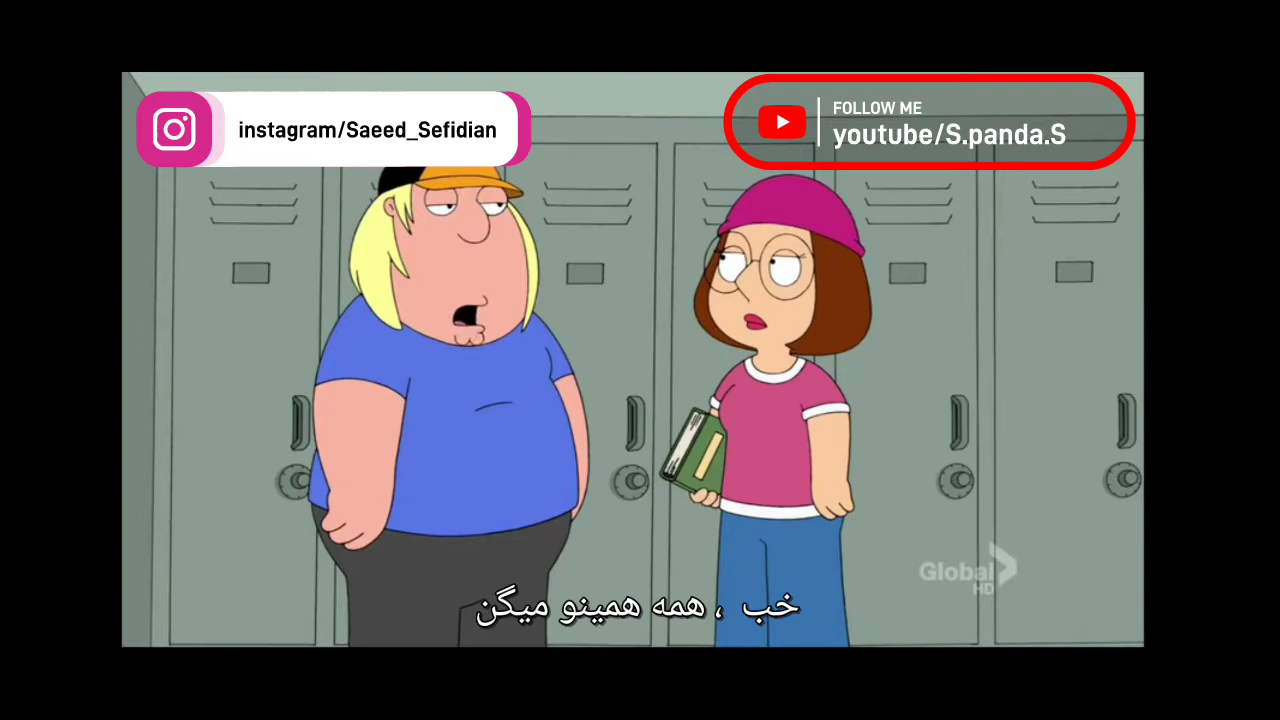 instagram/Saeed_Sefidian
FOLLOW ME
youtube/S.panda.S
Global
HD
خب ، همه همینو میگن